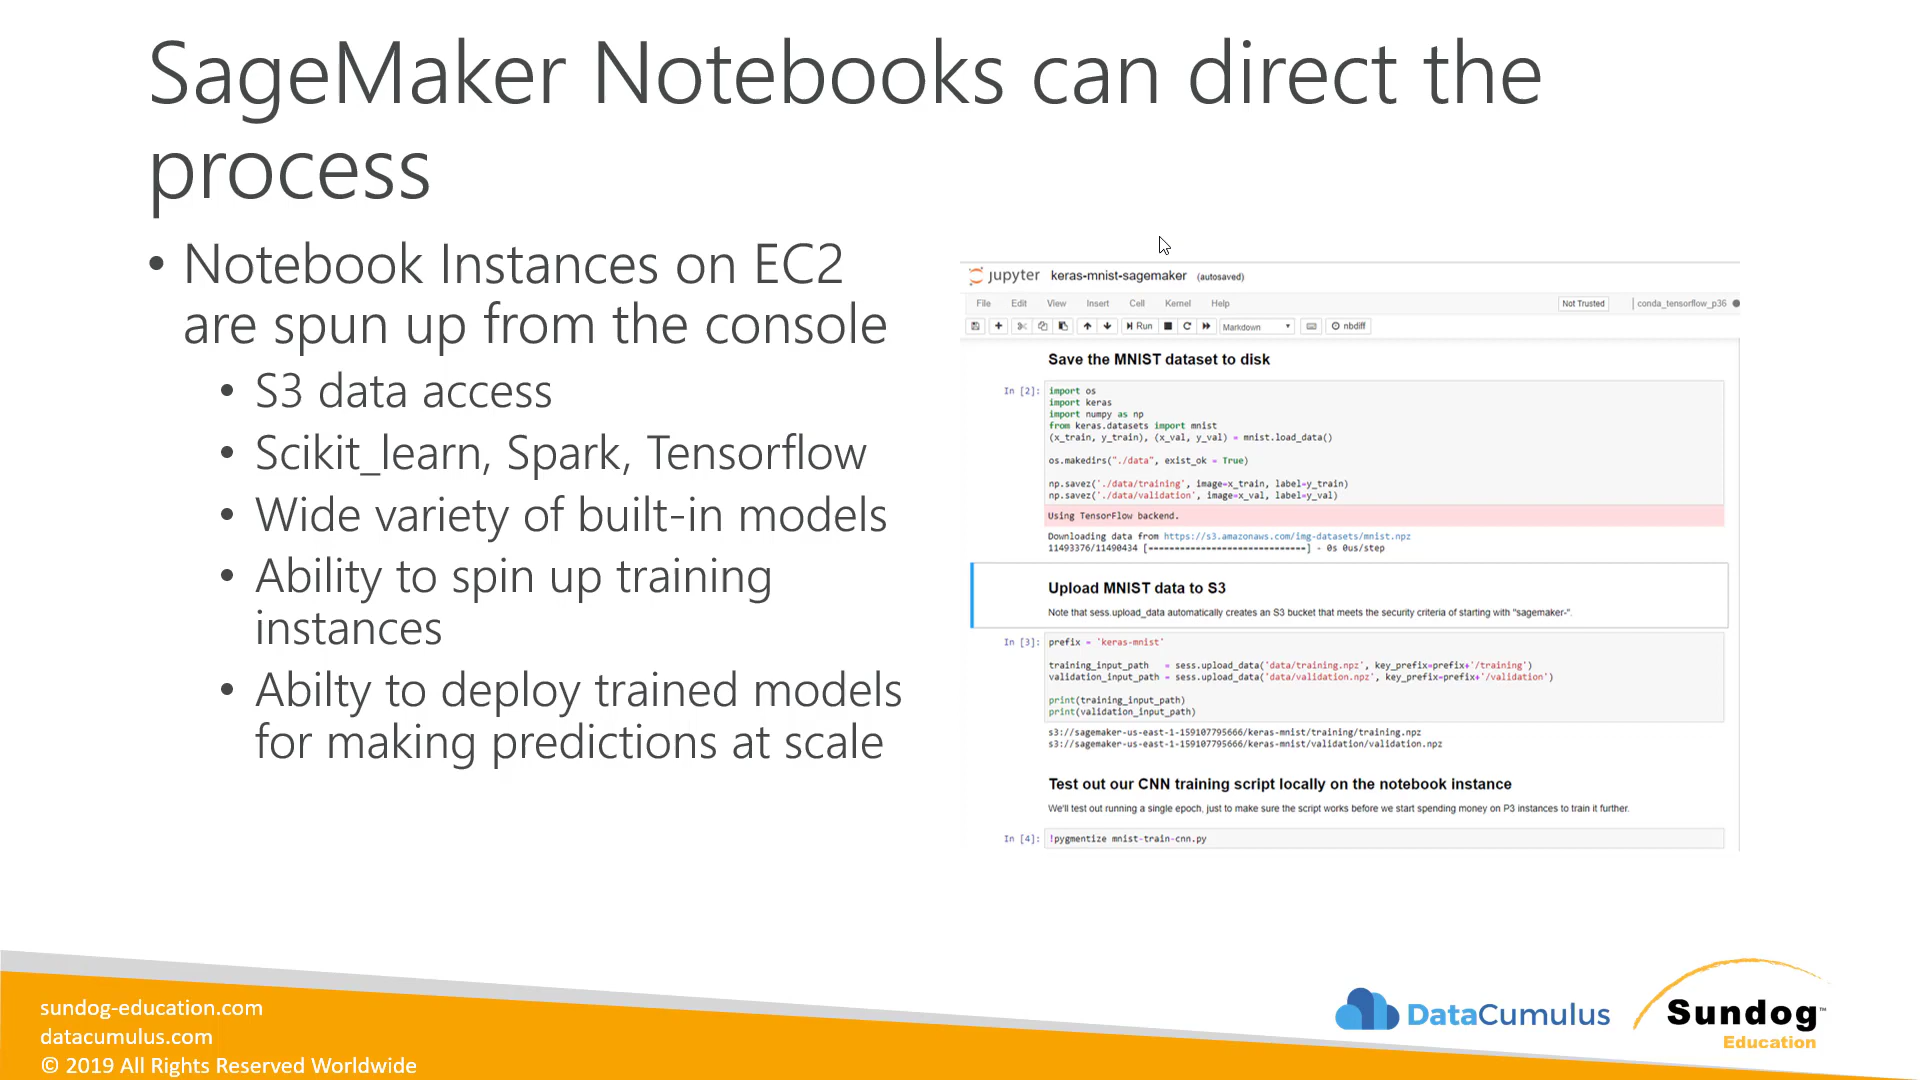 SageMaker Notebooks can direct the
process
• Notebook Instances on EC2
are spun up from the console
• S3 data access
• Scikit_learn, Spark, Tensorflow
• Wide variety of built-in models
• Ability to spin up training
instances
• Abilty to deploy trained models
for making predictions at scale
jupyter keras-mnist-sagemaker (autosaved)
File Edit View Insert Cell Kernel Help Not Trusted conda_tensorflow_p36
Run Markdown nbdiff
Save the MNIST dataset to disk
In [2]: import os
import keras
import numpy as np
from keras.datasets import mnist
(x_train, y_train), (x_val, y_val) = mnist.load_data()
os.makedirs("./data", exist_ok = True)
np.savez('./data/training', image=x_train, label=y_train)
np.savez('./data/validation', image=x_val, label=y_val)
Using TensorFlow backend.
Downloading data from https://s3.amazonaws.com/img-datasets/mnist.npz
11493376/11490434 [==============================] - 0s 0us/step
Upload MNIST data to S3
Note that sess.upload_data automatically creates an S3 bucket that meets the security criteria of starting with "sagemaker-".
In [3]: prefix = 'keras-mnist'
training_input_path = sess.upload_data('data/training.npz', key_prefix=prefix+'/training')
validation_input_path = sess.upload_data('data/validation.npz', key_prefix=prefix+'/validation')
print(training_input_path)
print(validation_input_path)
s3://sagemaker-us-east-1-159107795666/keras-mnist/training/training.npz
s3://sagemaker-us-east-1-159107795666/keras-mnist/validation/validation.npz
Test out our CNN training script locally on the notebook instance
We'll test out running a single epoch, just to make sure the script works before we start spending money on P3 instances to train it further.
In [4]: !pygmentize mnist-train-cnn.py
sundog-education.com
datacumulus.com
© 2019 All Rights Reserved Worldwide
DataCumulus
Sundog™
Education